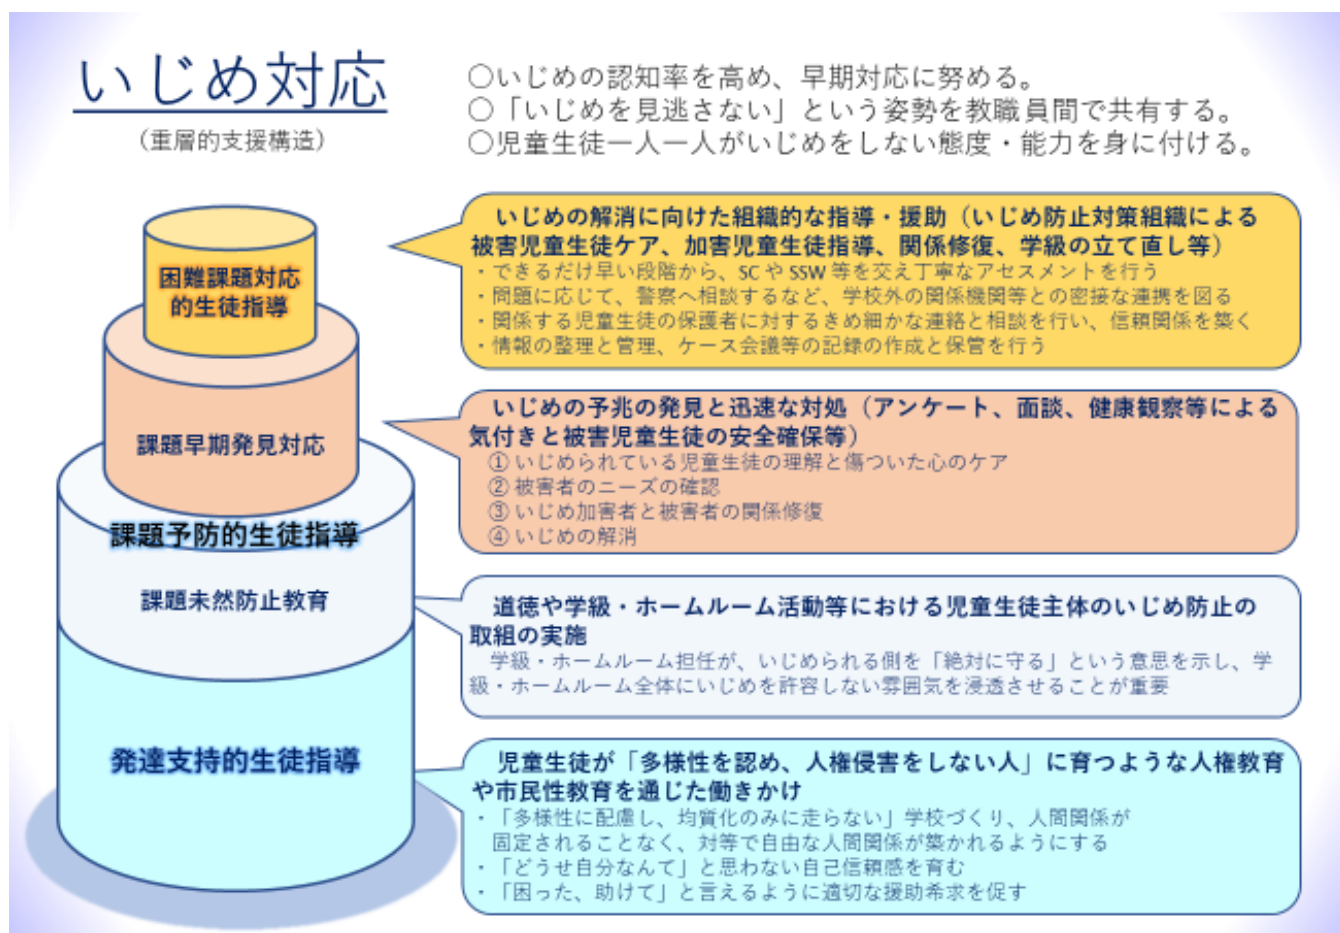 いじめ対応
(重層的支援構造)
○いじめの認知率を高め、早期対応に努める。
○「いじめを見逃さない」という姿勢を教職員間で共有する。
○児童生徒一人一人がいじめをしない態度・能力を身に付ける。
困難課題対応
的生徒指導
いじめの解消に向けた組織的な指導・援助（いじめ防止対策組織による
被害児童生徒ケア、加害児童生徒指導、関係修復、学級の立て直し等）
・できるだけ早い段階から、SC や SSW 等を交え丁寧なアセスメントを行う
・問題に応じて、警察へ相談するなど、学校外の関係機関等との密接な連携を図る
・関係する児童生徒の保護者に対するきめ細かな連絡と相談を行い、信頼関係を築く
・情報の整理と管理、ケース会議等の記録の作成と保管を行う
課題早期発見対応
いじめの予兆の発見と迅速な対処（アンケート、面談、健康観察等による
気付きと被害児童生徒の安全確保等）
① いじめられている児童生徒の理解と傷ついた心のケア
② 被害者のニーズの確認
③ いじめ加害者と被害者の関係修復
④ いじめの解消
課題予防的生徒指導
課題未然防止教育
道徳や学級・ホームルーム活動等における児童生徒主体のいじめ防止の
取組の実施
学級・ホームルーム担任が、いじめられる側を「絶対に守る」という意思を示し、学
級・ホームルーム全体にいじめを許容しない雰囲気を浸透させることが重要
発達支持的生徒指導
児童生徒が「多様性を認め、人権侵害をしない人」に育つような人権教育
や市民性教育を通じた働きかけ
・「多様性に配慮し、均質化のみに走らない」学校づくり、人間関係が
固定されることなく、対等で自由な人間関係が築かれるようにする
・「どうせ自分なんて」と思わない自己信頼感を育む
・「困った、助けて」と言えるように適切な援助希求を促す